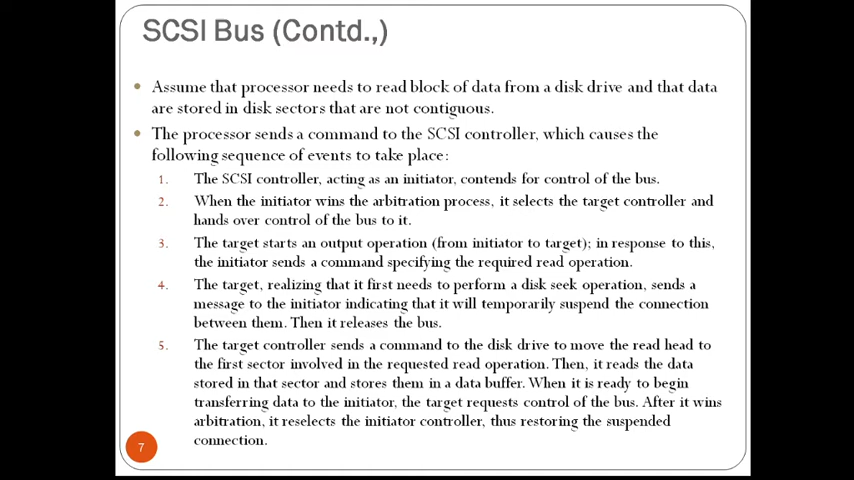 SCSI Bus (Contd.,)
• Assume that processor needs to read block of data from a disk drive and that data
are stored in disk sectors that are not contiguous.
• The processor sends a command to the SCSI controller, which causes the
following sequence of events to take place:
1. The SCSI controller, acting as an initiator, contends for control of the bus.
2. When the initiator wins the arbitration process, it selects the target controller and
hands over control of the bus to it.
3. The target starts an output operation (from initiator to target); in response to this,
the initiator sends a command specifying the required read operation.
4. The target, realizing that it first needs to perform a disk seek operation, sends a
message to the initiator indicating that it will temporarily suspend the connection
between them. Then it releases the bus.
5. The target controller sends a command to the disk drive to move the read head to
the first sector involved in the requested read operation. Then, it reads the data
stored in that sector and stores them in a data buffer. When it is ready to begin
transferring data to the initiator, the target requests control of the bus. After it wins
arbitration, it reselects the initiator controller, thus restoring the suspended
connection.
7